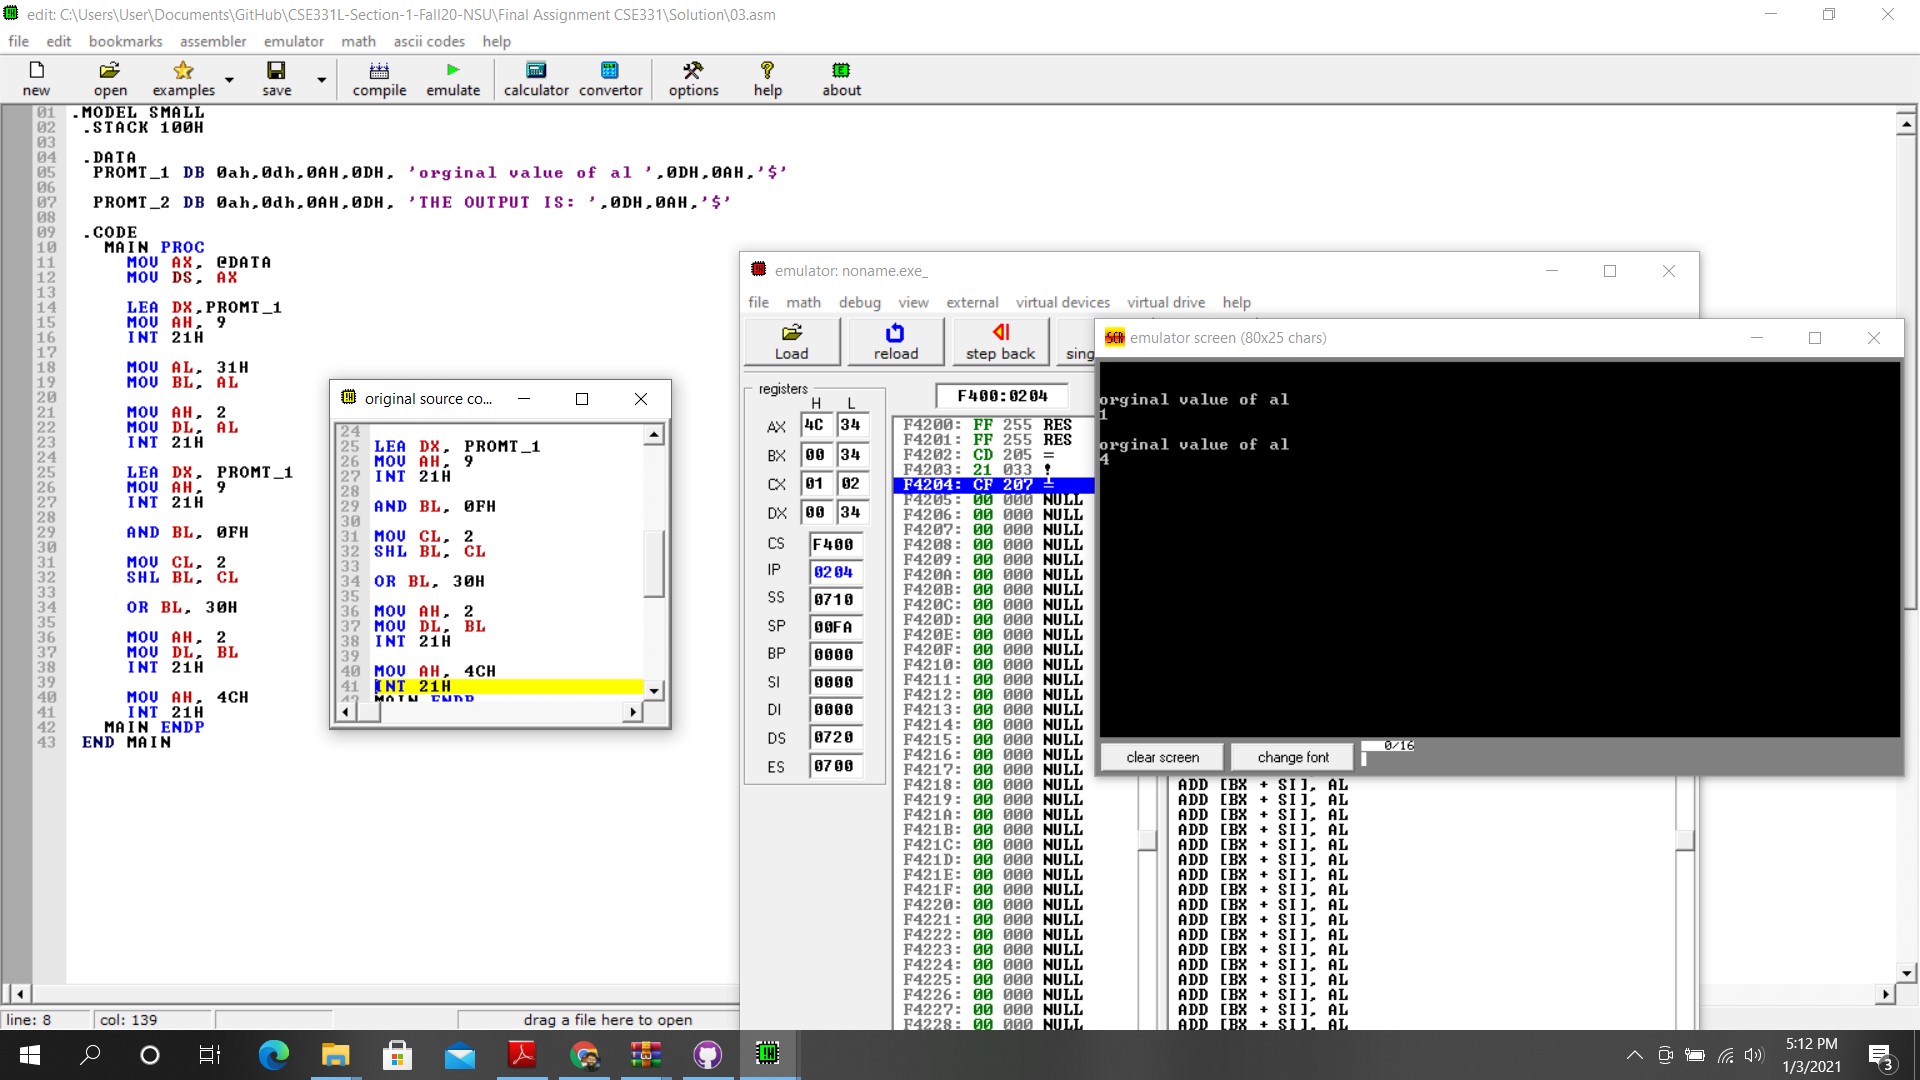 edit: C:\Users\User\Documents\GitHub\CSE331L-Section-1-Fall20-NSU\Final Assignment CSE331\Solution\03.asm
file edit bookmarks assembler emulator math ascii codes help
new open examples save compile emulate calculator convertor options help about
01 .MODEL SMALL
02 .STACK 100H
03
04 .DATA
05 PROMT_1 DB 0ah,0dh,0AH,0DH, 'orginal value of al ',0DH,0AH,'$'
06
07 PROMT_2 DB 0ah,0dh,0AH,0DH, 'THE OUTPUT IS: ',0DH,0AH,'$'
08
09 .CODE
10 MAIN PROC
11 MOV AX, @DATA
12 MOV DS, AX
13
14 LEA DX,PROMT_1
15 MOV AH, 9
16 INT 21H
17
18 MOV AL, 31H
19 MOV BL, AL
20
21 MOV AH, 2
22 MOV DL, AL
23 INT 21H
24
25 LEA DX, PROMT_1
26 MOV AH, 9
27 INT 21H
28
29 AND BL, 0FH
30
31 MOV CL, 2
32 SHL BL, CL
33
34 OR BL, 30H
35
36 MOV AH, 2
37 MOV DL, BL
38 INT 21H
39
40 MOV AH, 4CH
41 INT 21H
42 MAIN ENDP
43 END MAIN
line: 8 col: 139 drag a file here to open
original source co...
24
25 LEA DX, PROMT_1
26 MOV AH, 9
27 INT 21H
28
29 AND BL, 0FH
30
31 MOV CL, 2
32 SHL BL, CL
33
34 OR BL, 30H
35
36 MOV AH, 2
37 MOV DL, BL
38 INT 21H
39
40 MOV AH, 4CH
41 INT 21H
42 MAIN ENDP
emulator: noname.exe_
file math debug view external virtual devices virtual drive help
Load reload step back sing
registers
H L
F400:0204
AX 4C 34
BX 00 34
CX 01 02
DX 00 34
CS F400
IP 0204
SS 0710
SP 00FA
BP 0000
SI 0000
DI 0000
DS 0720
ES 0700
F4200: FF 255 RES
F4201: FF 255 RES
F4202: CD 205 =
F4203: 21 033 !
F4204: CF 207
F4205: 00 000 NULL
F4206: 00 000 NULL
F4207: 00 000 NULL
F4208: 00 000 NULL
F4209: 00 000 NULL
F420A: 00 000 NULL
F420B: 00 000 NULL
F420C: 00 000 NULL
F420D: 00 000 NULL
F420E: 00 000 NULL
F420F: 00 000 NULL
F4210: 00 000 NULL
F4211: 00 000 NULL
F4212: 00 000 NULL
F4213: 00 000 NULL
F4214: 00 000 NULL
F4215: 00 000 NULL
F4216: 00 000 NULL
F4217: 00 000 NULL
F4218: 00 000 NULL ADD [BX + SI], AL
F4219: 00 000 NULL ADD [BX + SI], AL
F421A: 00 000 NULL ADD [BX + SI], AL
F421B: 00 000 NULL ADD [BX + SI], AL
F421C: 00 000 NULL ADD [BX + SI], AL
F421D: 00 000 NULL ADD [BX + SI], AL
F421E: 00 000 NULL ADD [BX + SI], AL
F421F: 00 000 NULL ADD [BX + SI], AL
F4220: 00 000 NULL ADD [BX + SI], AL
F4221: 00 000 NULL ADD [BX + SI], AL
F4222: 00 000 NULL ADD [BX + SI], AL
F4223: 00 000 NULL ADD [BX + SI], AL
F4224: 00 000 NULL ADD [BX + SI], AL
F4225: 00 000 NULL ADD [BX + SI], AL
F4226: 00 000 NULL ADD [BX + SI], AL
F4227: 00 000 NULL ADD [BX + SI], AL
F4228: 00 000 NULL ADD [BX + SI], AL
SCR emulator screen (80x25 chars)
orginal value of al
1
orginal value of al
4
clear screen change font 0/16
5:12 PM
1/3/2021
3